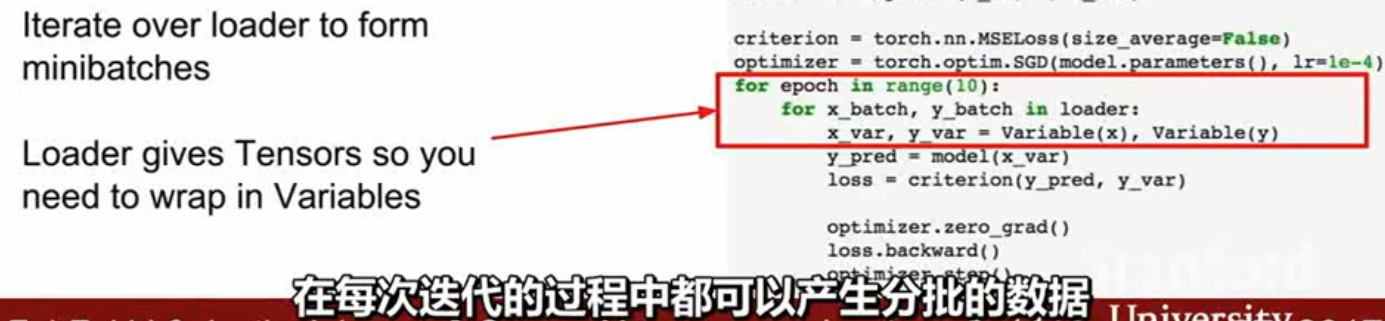 Iterate over loader to form
minibatches
Loader gives Tensors so you
need to wrap in Variables
criterion = torch.nn.MSELoss(size_average=False)
optimizer = torch.optim.SGD(model.parameters(), lr=1e-4)
for epoch in range(10):
for x_batch, y_batch in loader:
x_var, y_var = Variable(x), Variable(y)
y_pred = model(x_var)
loss = criterion(y_pred, y_var)
optimizer.zero_grad()
loss.backward()
optimizer.step()
在每次迭代的过程中都可以产生分批的数据
University